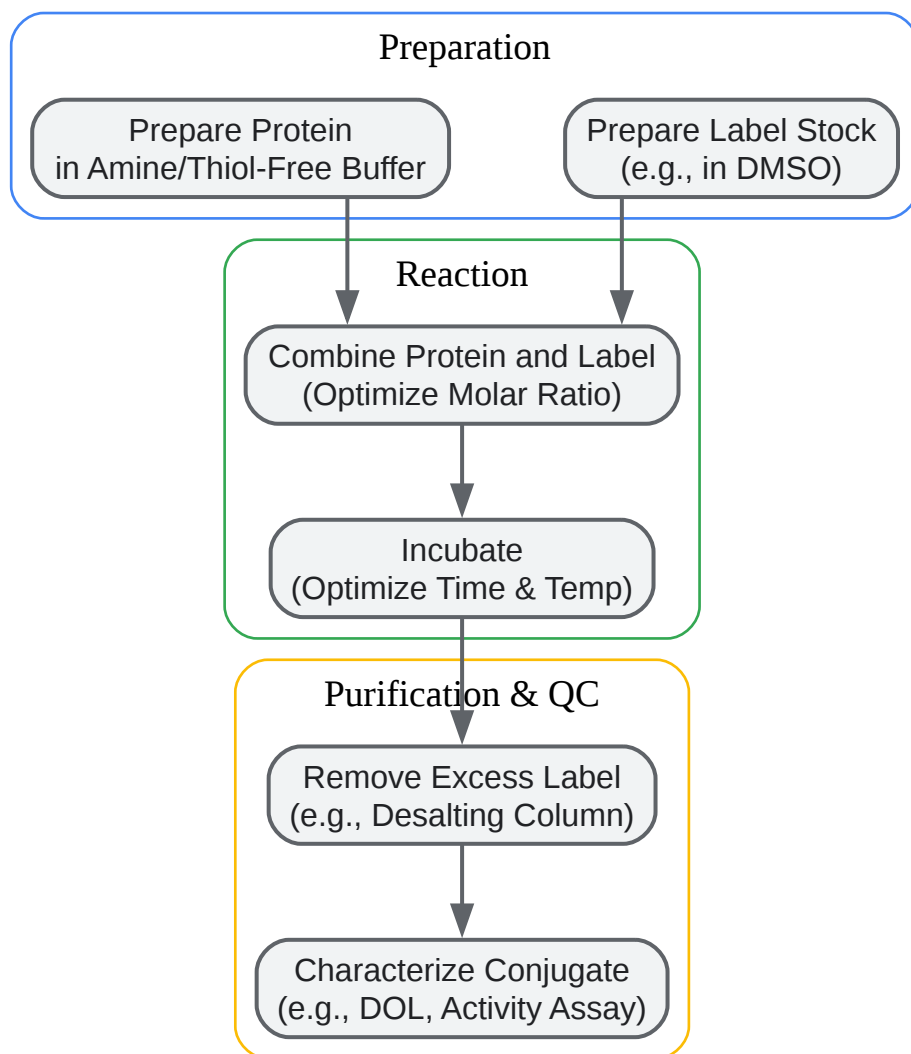 Preparation
Prepare Protein
in Amine/Thiol-Free Buffer
Prepare Label Stock
(e.g., in DMSO)
Reaction
Combine Protein and Label
(Optimize Molar Ratio)
Incubate
(Optimize Time & Temp)
Purification & QC
Remove Excess Label
(e.g., Desalting Column)
Characterize Conjugate
(e.g., DOL, Activity Assay)